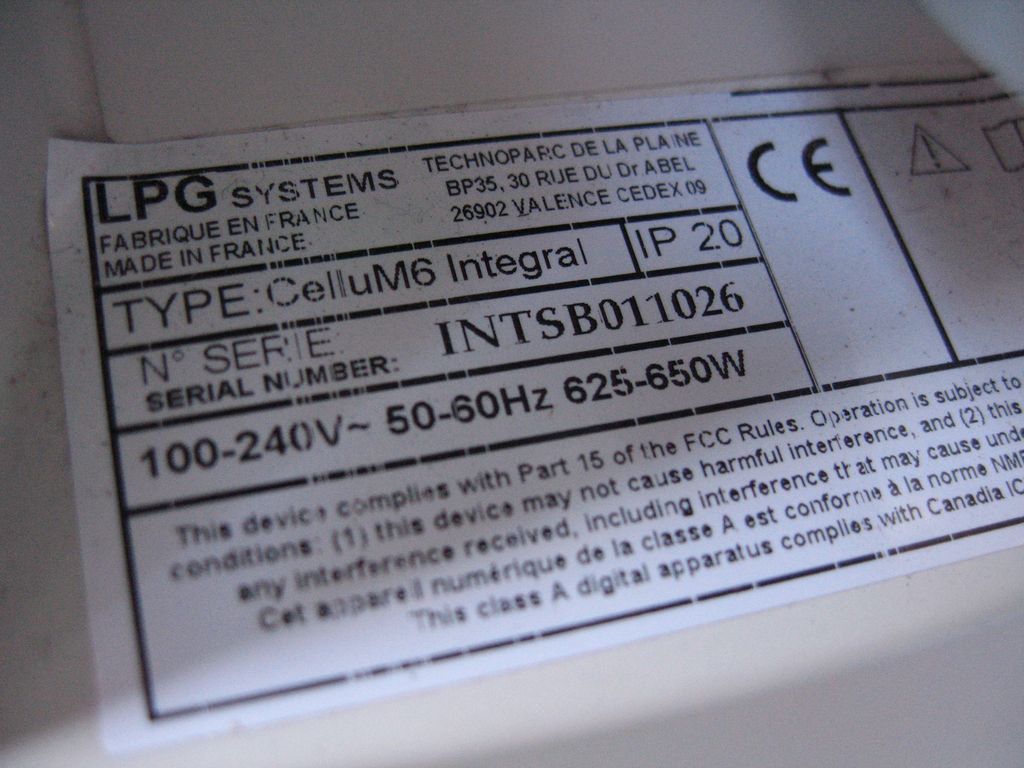 LPG SYSTEMS
FABRIQUE EN FRANCE
MADE IN FRANCE
TECHNOPARC DE LA PLAINE
BP35, 30 RUE DU Dr ABEL
26902 VALENCE CEDEX 09
CE
TYPE: CelluM6 Integral
IP 20
N° SERIE:
SERIAL NUMBER:
INTSB011026
100-240V~ 50-60Hz 625-650W
This device complies with Part 15 of the FCC Rules. Operation is subject to
conditions: (1) this device may not cause harmful interference, and (2) this
any interference received, including interference that may cause
Cet appareil numérique de la classe A est conforme à la norme
This class A digital apparatus complies with Canadia